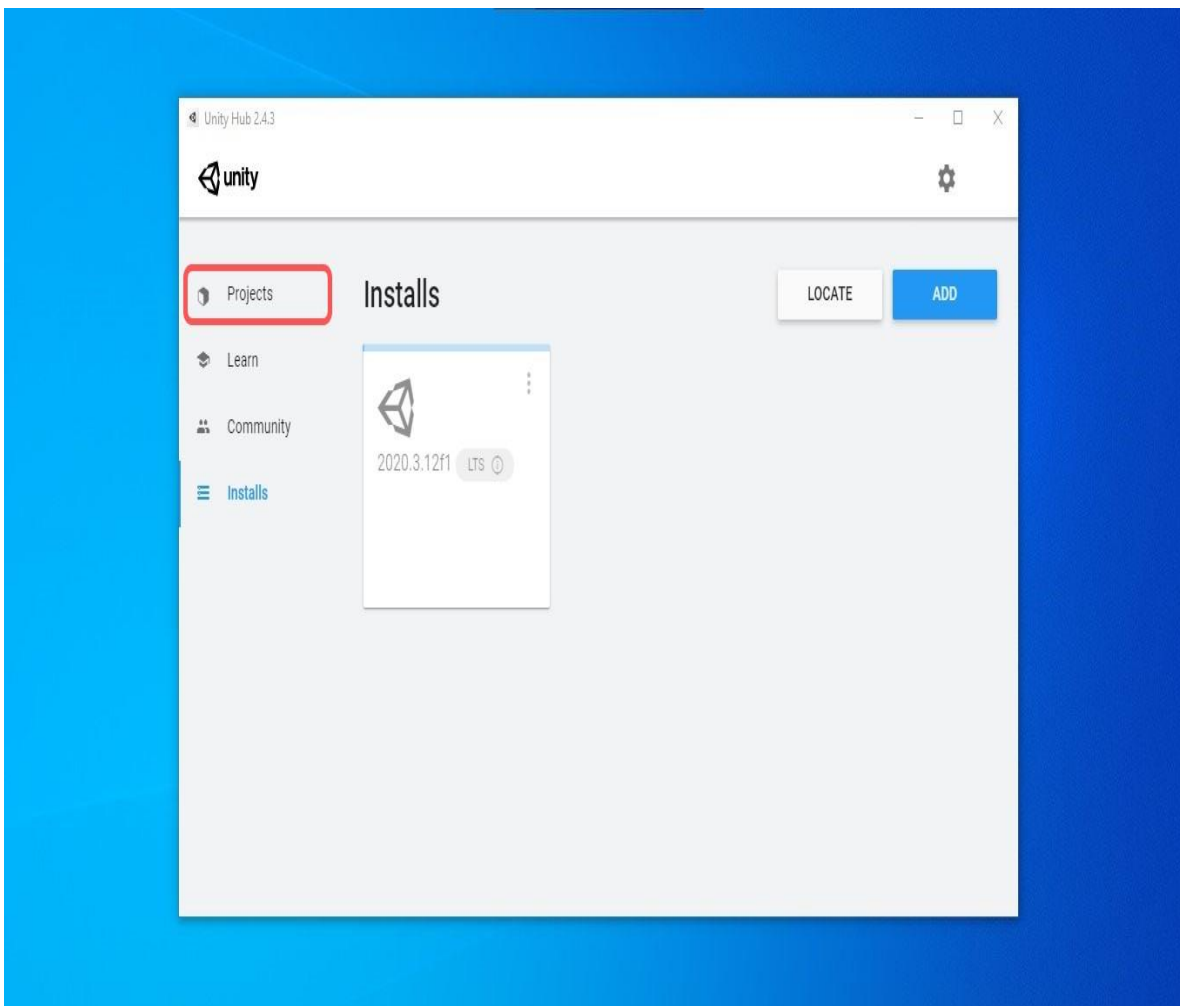 Unity Hub 2.4.3
unity
Projects
Installs
LOCATE
ADD
Learn
Community
2020.3.12f1 LTS
Installs